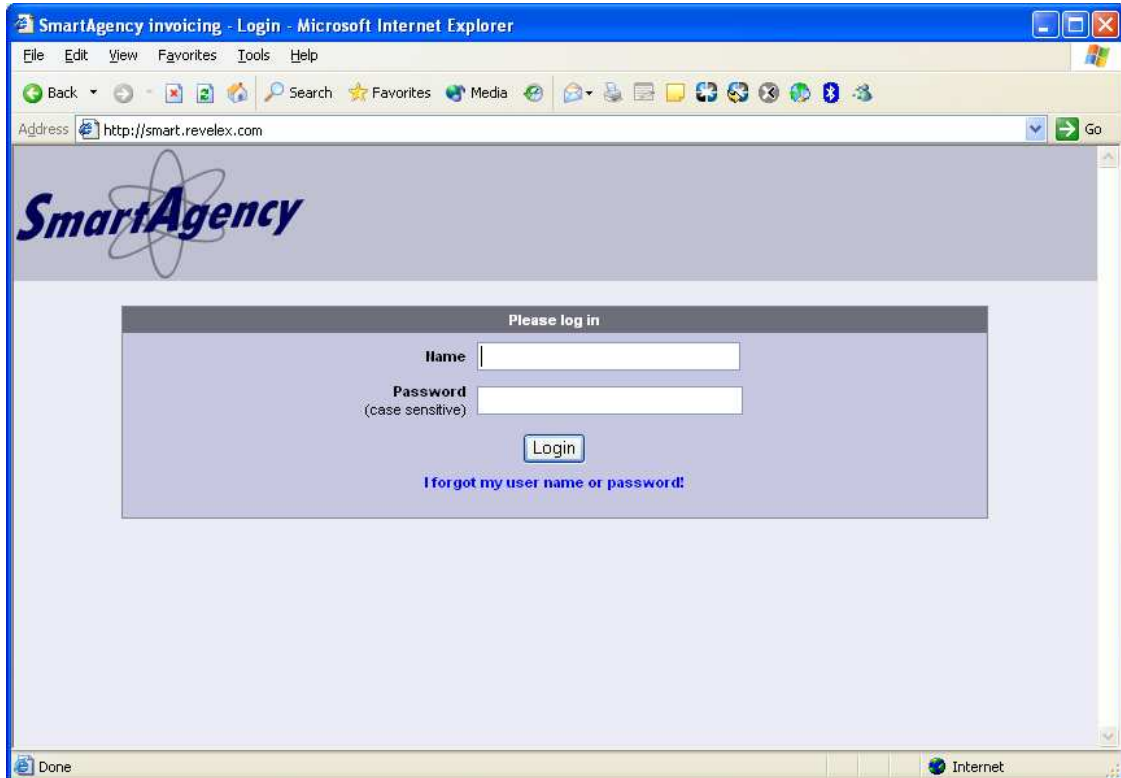 SmartAgency invoicing - Login - Microsoft Internet Explorer
File Edit View Favorites Tools Help
Back Search Favorites Media
Address http://smart.revelex.com Go
SmartAgency
Please log in
Name
Password
(case sensitive)
Login
I forgot my user name or password!
Done Internet